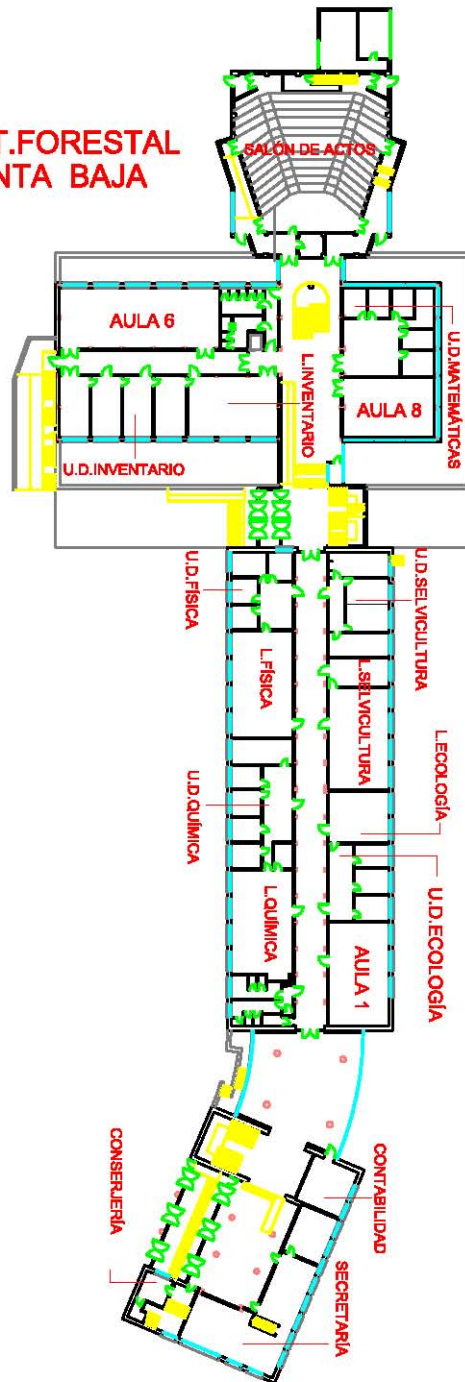 T.FORESTAL
NTA BAJA
SALÓN DE ACTOS
AULA 6
L.INVENTARIO
U.D.MATEMÁTICAS
AULA 8
U.D.INVENTARIO
U.D.FÍSICA
U.D.SELVICULTURA
L.FÍSICA
L.SELVICULTURA
L.ECOLOGÍA
U.D.QUÍMICA
U.D.ECOLOGÍA
L.QUÍMICA
AULA 1
CONSERJERÍA
CONTABILIDAD
SECRETARÍA